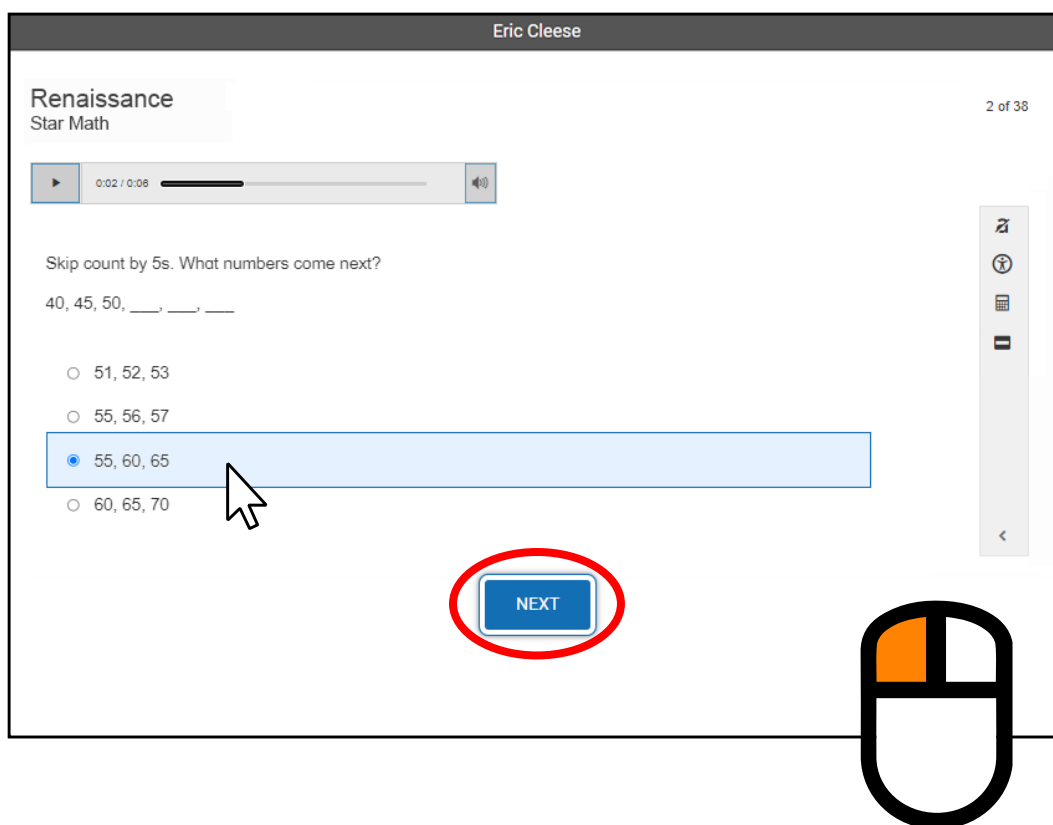 Eric Cleese
Renaissance
Star Math
2 of 38
0:02 / 0:06
Skip count by 5s. What numbers come next?
40, 45, 50, ___, ___, ___
51, 52, 53
55, 56, 57
55, 60, 65
60, 65, 70
NEXT